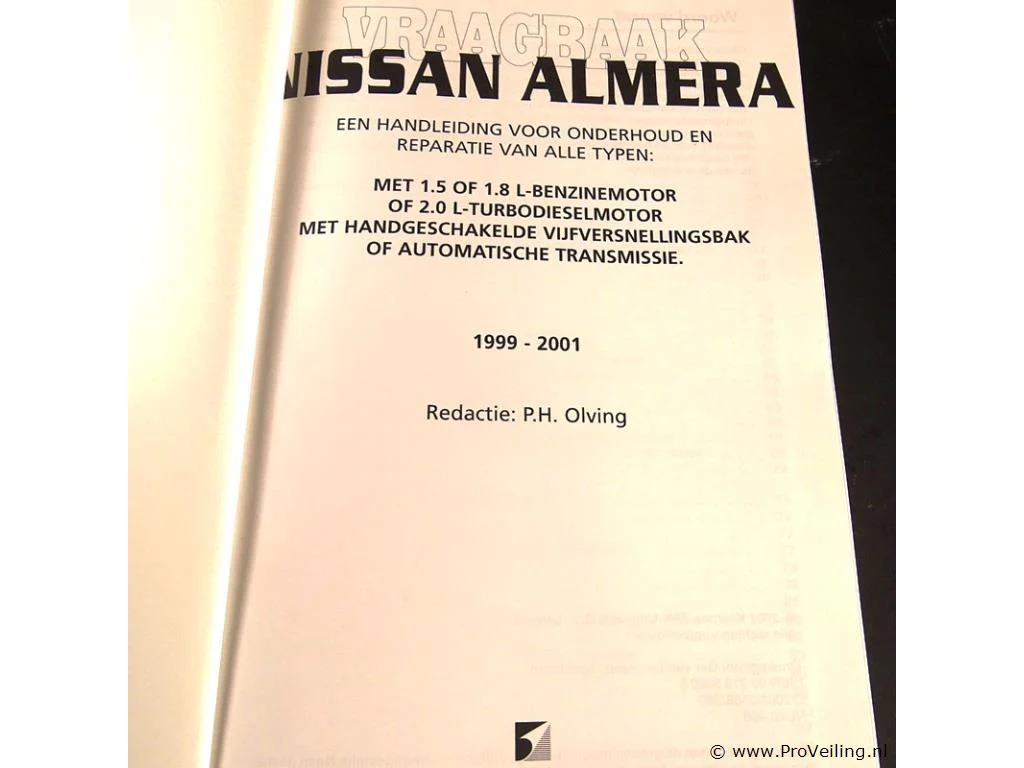 VRAAGBAAK
NISSAN ALMERA
EEN HANDLEIDING VOOR ONDERHOUD EN
REPARATIE VAN ALLE TYPEN:
MET 1.5 OF 1.8 L-BENZINEMOTOR
OF 2.0 L-TURBODIESELMOTOR
MET HANDGESCHAKELDE VIJFVERSNELLINGSBAK
OF AUTOMATISCHE TRANSMISSIE.
1999 - 2001
Redactie: P.H. Olving
© www.ProVeiling.nl